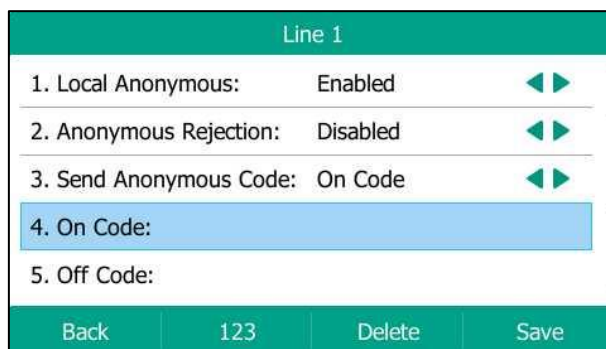 Line 1
1. Local Anonymous: Enabled
2. Anonymous Rejection: Disabled
3. Send Anonymous Code: On Code
4. On Code:
5. Off Code:
Back 123 Delete Save